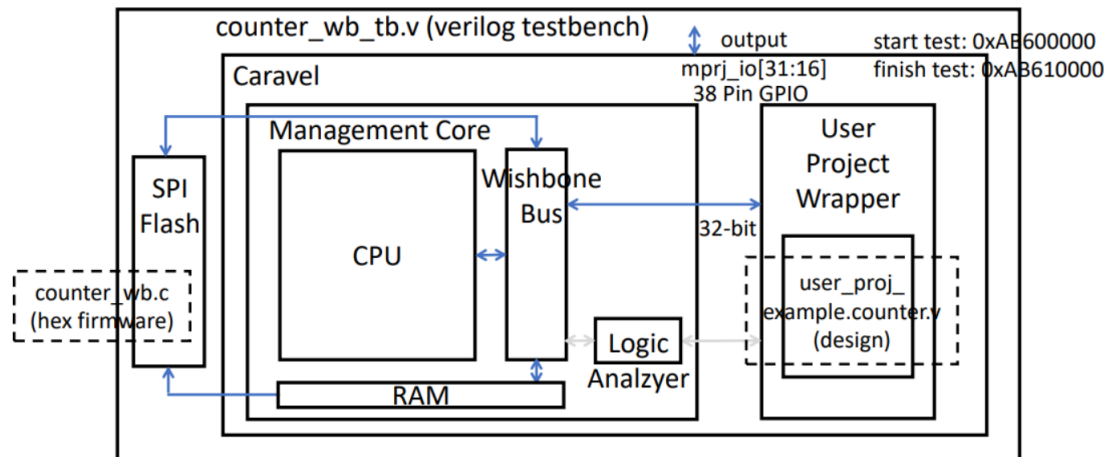 counter_wb_tb.v (verilog testbench)
output
mprj_io[31:16]
38 Pin GPIO
start test: 0xAB600000
finish test: 0xAB610000
Caravel
Management Core
SPI
Flash
CPU
Wishbone
Bus
User
Project
Wrapper
32-bit
counter_wb.c
(hex firmware)
user_proj_
example.counter.v
(design)
Logic
Analzyer
RAM